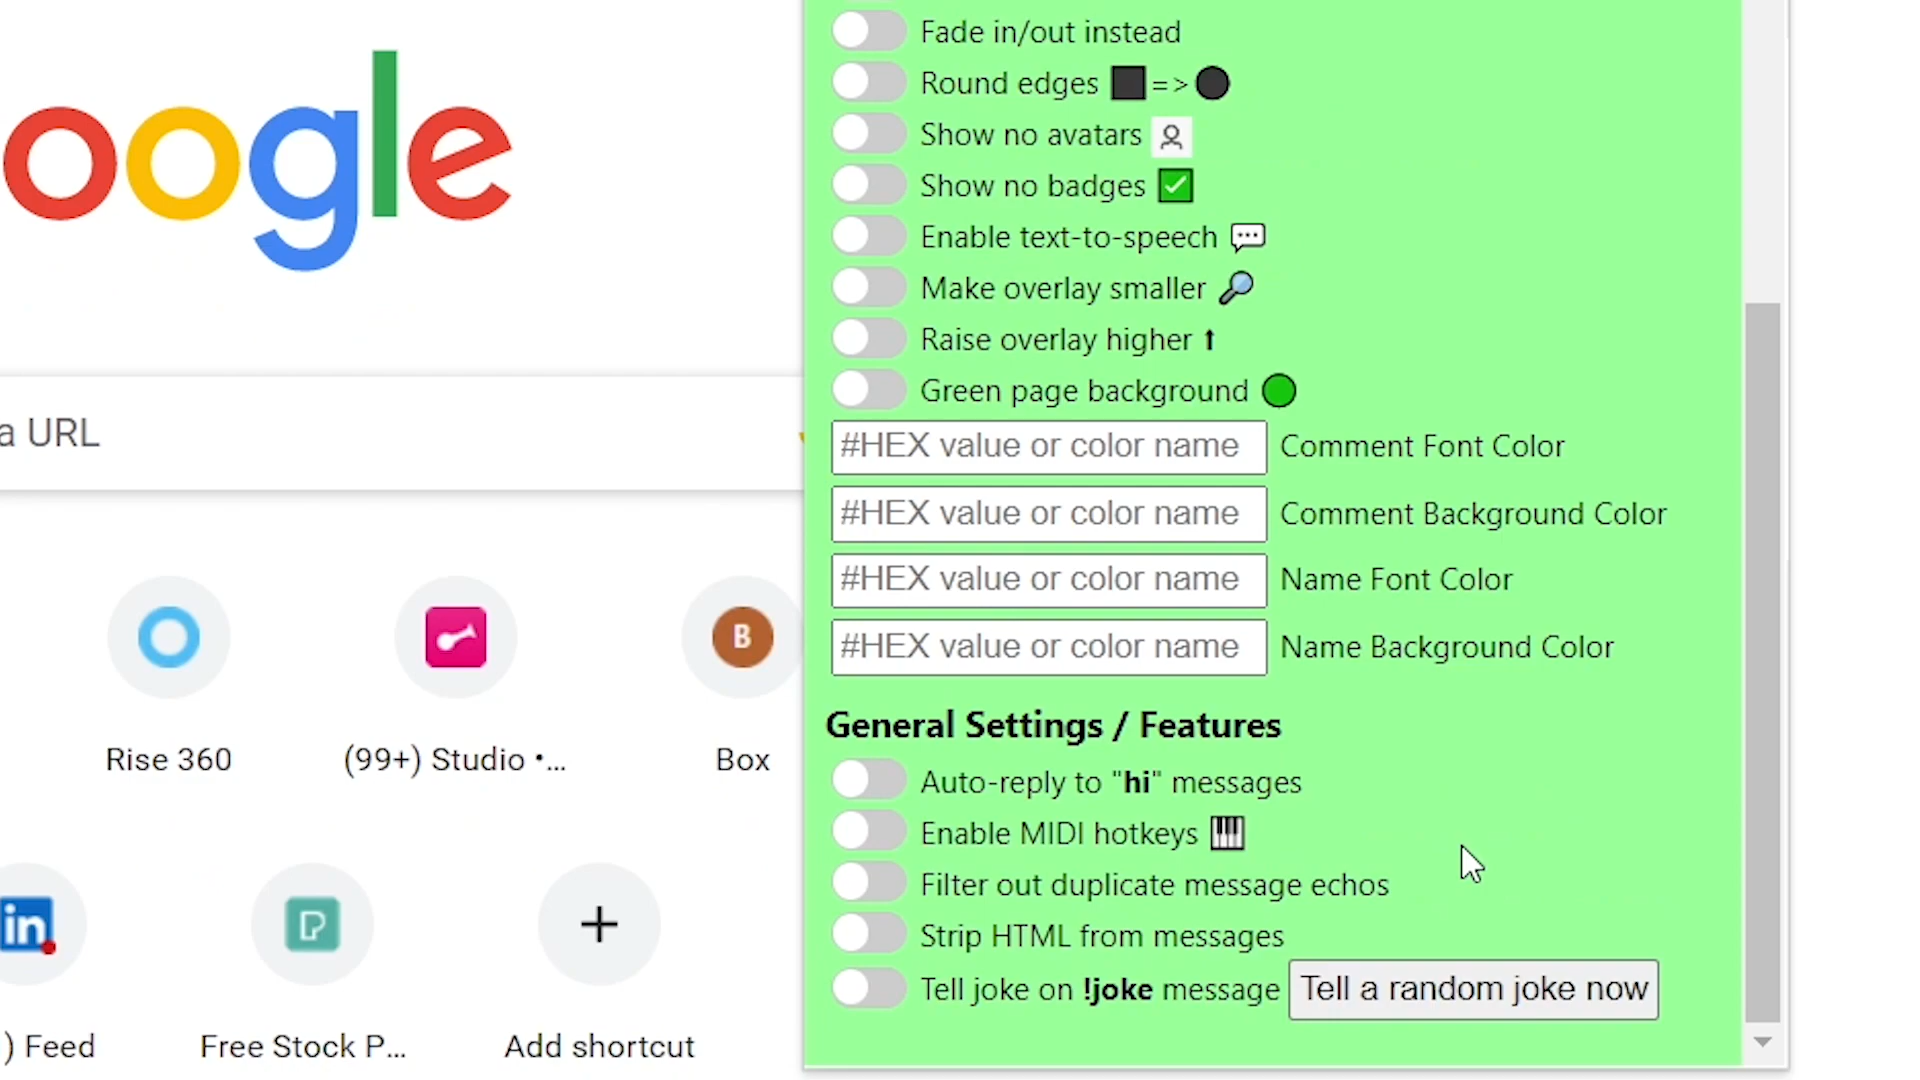 oogle
a URL
Rise 360
(99+) Studio •...
B
Box
in
) Feed
Free Stock P...
Add shortcut
Fade in/out instead
Round edges =>
Show no avatars
Show no badges
Enable text-to-speech
Make overlay smaller
Raise overlay higher ⬆
Green page background
#HEX value or color name Comment Font Color
#HEX value or color name Comment Background Color
#HEX value or color name Name Font Color
#HEX value or color name Name Background Color
General Settings / Features
Auto-reply to "hi" messages
Enable MIDI hotkeys
Filter out duplicate message echos
Strip HTML from messages
Tell joke on !joke message Tell a random joke now